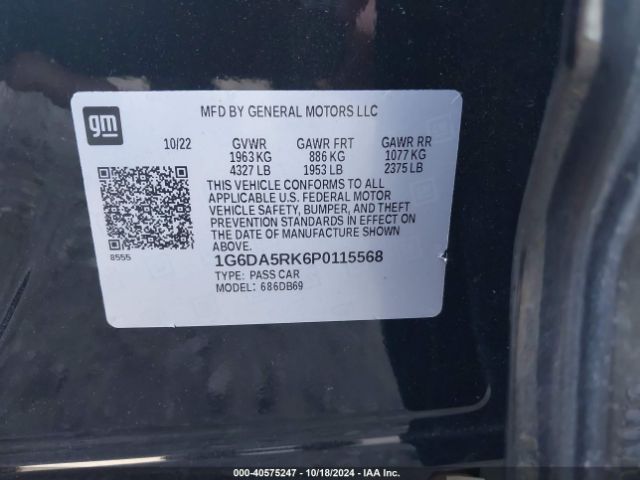 gm
MFD BY GENERAL MOTORS LLC
10/22 GVWR GAWR FRT GAWR RR
1963 KG 886 KG 1077 KG
4327 LB 1953 LB 2375 LB
THIS VEHICLE CONFORMS TO ALL
APPLICABLE U.S. FEDERAL MOTOR
VEHICLE SAFETY, BUMPER, AND THEFT
PREVENTION STANDARDS IN EFFECT ON
THE DATE OF MANUFACTURE SHOWN
ABOVE.
8555
1G6DA5RK6P0115568
TYPE: PASS CAR
MODEL: 686DB69
000-40575247 - 10/18/2024 - IAA Inc.